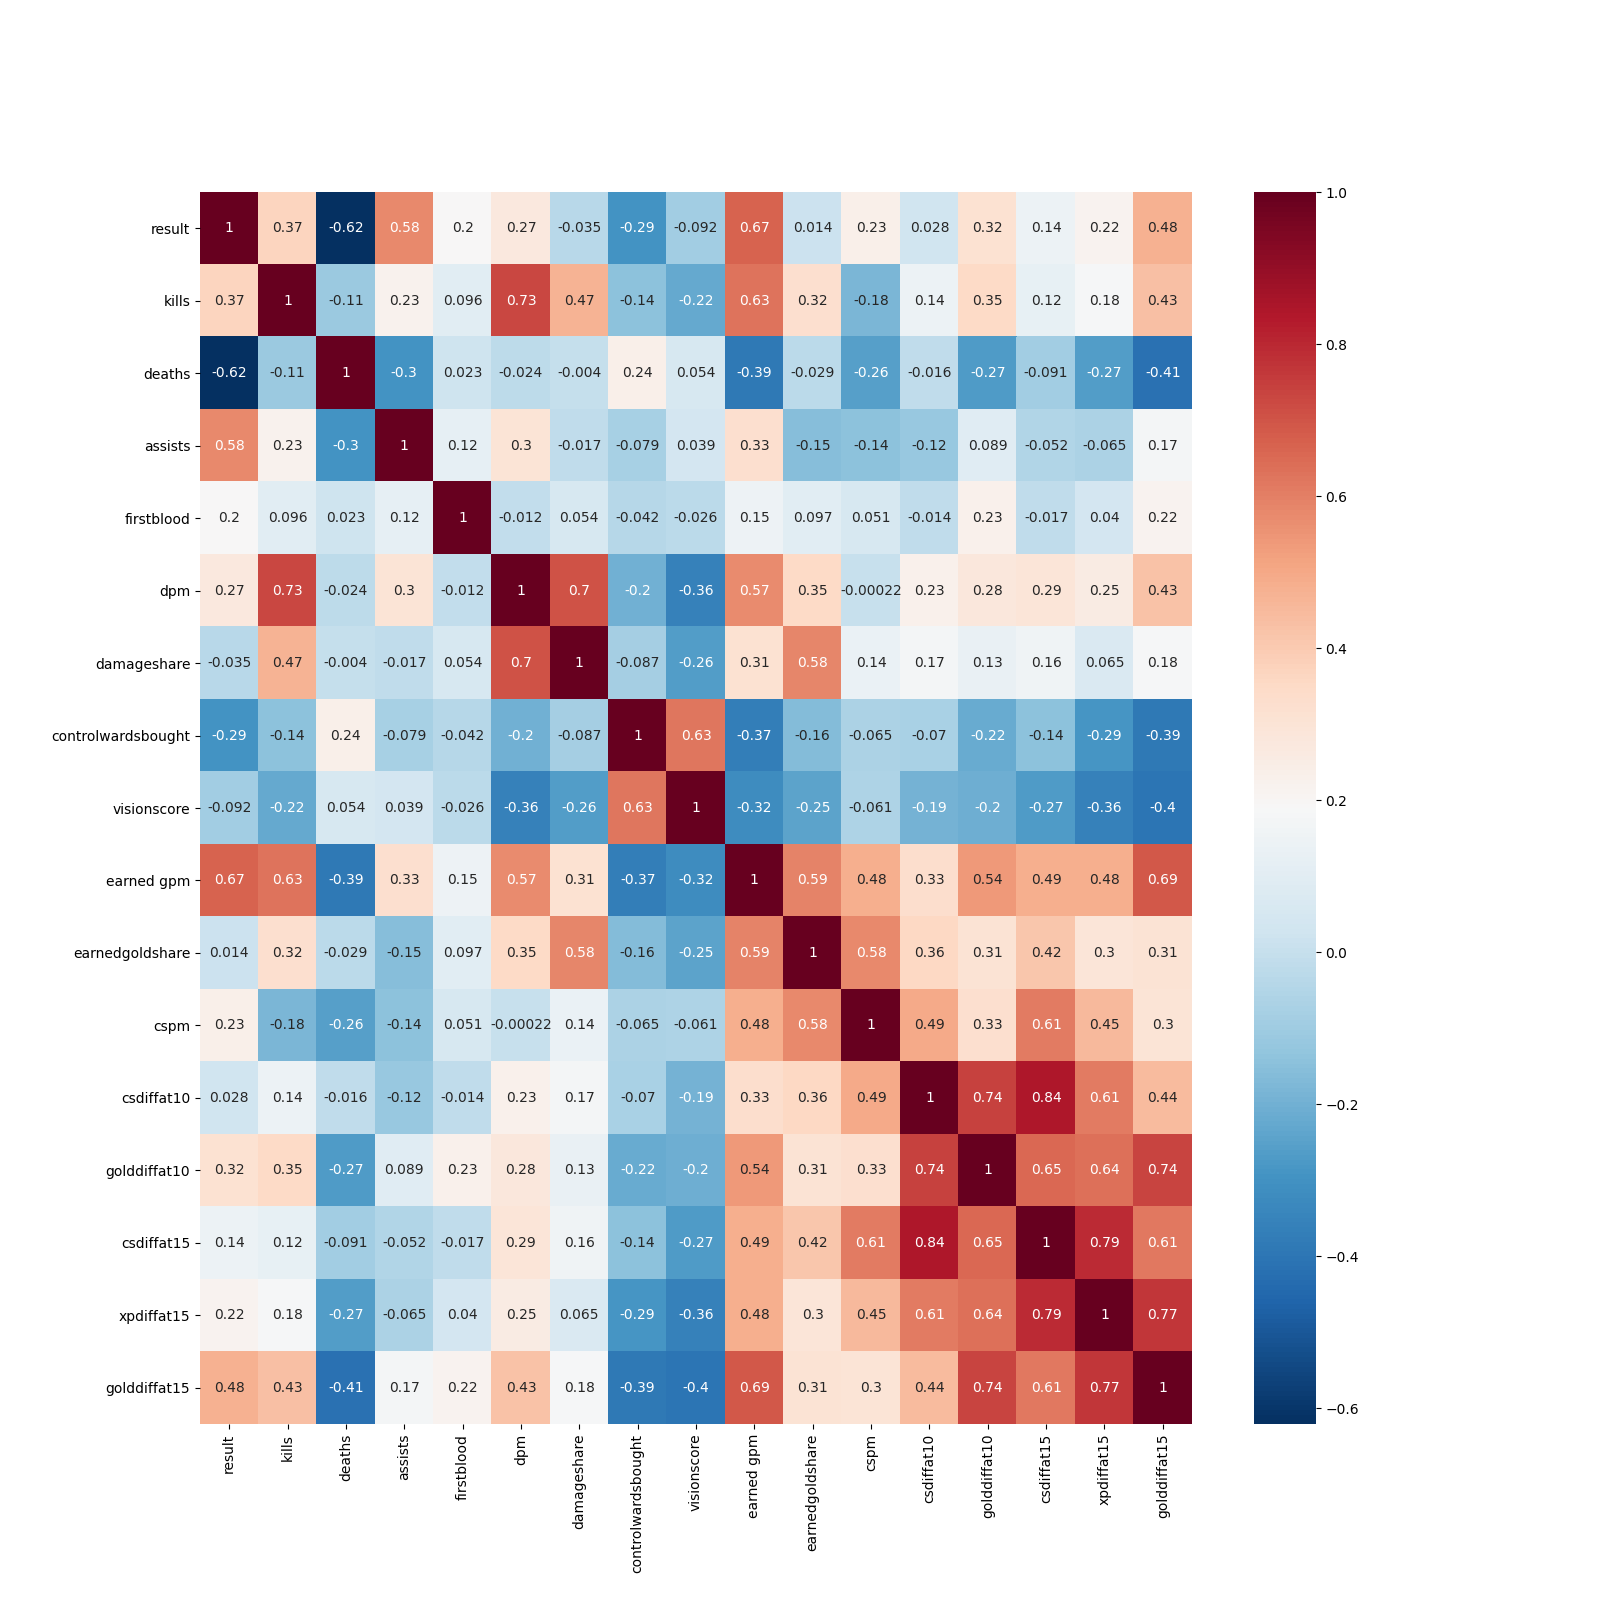 result 1 0.37 -0.62 0.58 0.2 0.27 -0.035 -0.29 -0.092 0.67 0.014 0.23 0.028 0.32 0.14 0.22 0.48
kills 0.37 1 -0.11 0.23 0.096 0.73 0.47 -0.14 -0.22 0.63 0.32 -0.18 0.14 0.35 0.12 0.18 0.43
deaths -0.62 -0.11 1 -0.3 0.023 -0.024 -0.004 0.24 0.054 -0.39 -0.029 -0.26 -0.016 -0.27 -0.091 -0.27 -0.41
assists 0.58 0.23 -0.3 1 0.12 0.3 -0.017 -0.079 0.039 0.33 -0.15 -0.14 -0.12 0.089 -0.052 -0.065 0.17
firstblood 0.2 0.096 0.023 0.12 1 -0.012 0.054 -0.042 -0.026 0.15 0.097 0.051 -0.014 0.23 -0.017 0.04 0.22
dpm 0.27 0.73 -0.024 0.3 -0.012 1 0.7 -0.2 -0.36 0.57 0.35 -0.00022 0.23 0.28 0.29 0.25 0.43
damageshare -0.035 0.47 -0.004 -0.017 0.054 0.7 1 -0.087 -0.26 0.31 0.58 0.14 0.17 0.13 0.16 0.065 0.18
controlwardsbought -0.29 -0.14 0.24 -0.079 -0.042 -0.2 -0.087 1 0.63 -0.37 -0.16 -0.065 -0.07 -0.22 -0.14 -0.29 -0.39
visionscore -0.092 -0.22 0.054 0.039 -0.026 -0.36 -0.26 0.63 1 -0.32 -0.25 -0.061 -0.19 -0.2 -0.27 -0.36 -0.4
earned gpm 0.67 0.63 -0.39 0.33 0.15 0.57 0.31 -0.37 -0.32 1 0.59 0.48 0.33 0.54 0.49 0.48 0.69
earnedgoldshare 0.014 0.32 -0.029 -0.15 0.097 0.35 0.58 -0.16 -0.25 0.59 1 0.58 0.36 0.31 0.42 0.3 0.31
cspm 0.23 -0.18 -0.26 -0.14 0.051 -0.00022 0.14 -0.065 -0.061 0.48 0.58 1 0.49 0.33 0.61 0.45 0.3
csdiffat10 0.028 0.14 -0.016 -0.12 -0.014 0.23 0.17 -0.07 -0.19 0.33 0.36 0.49 1 0.74 0.84 0.61 0.44
golddiffat10 0.32 0.35 -0.27 0.089 0.23 0.28 0.13 -0.22 -0.2 0.54 0.31 0.33 0.74 1 0.65 0.64 0.74
csdiffat15 0.14 0.12 -0.091 -0.052 -0.017 0.29 0.16 -0.14 -0.27 0.49 0.42 0.61 0.84 0.65 1 0.79 0.61
xpdiffat15 0.22 0.18 -0.27 -0.065 0.04 0.25 0.065 -0.29 -0.36 0.48 0.3 0.45 0.61 0.64 0.79 1 0.77
golddiffat15 0.48 0.43 -0.41 0.17 0.22 0.43 0.18 -0.39 -0.4 0.69 0.31 0.3 0.44 0.74 0.61 0.77 1
result
kills
deaths
assists
firstblood
dpm
damageshare
controlwardsbought
visionscore
earned gpm
earnedgoldshare
cspm
csdiffat10
golddiffat10
csdiffat15
xpdiffat15
golddiffat15
1.0
0.8
0.6
0.4
0.2
0.0
−0.2
−0.4
−0.6